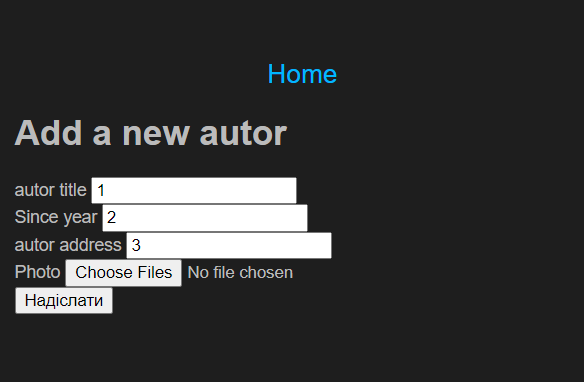 Home
Add a new autor
autor title 1
Since year 2
autor address 3
Photo Choose Files No file chosen
Надіслати